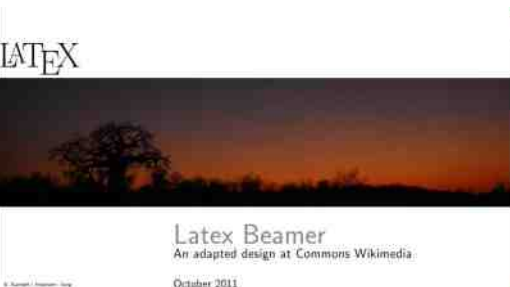 LATEX
Latex Beamer
An adapted design at Commons Wikimedia
October 2011